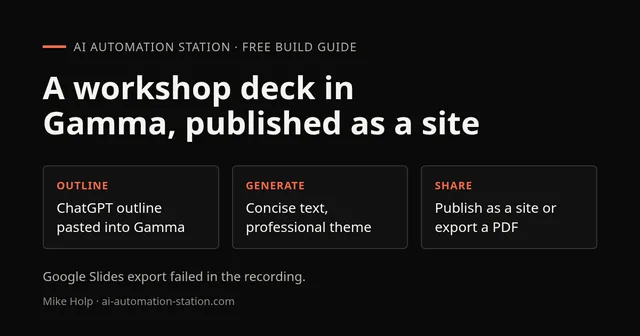 AI AUTOMATION STATION · FREE BUILD GUIDE
A workshop deck in
Gamma, published as a site
OUTLINE
ChatGPT outline
pasted into Gamma
GENERATE
Concise text,
professional theme
SHARE
Publish as a site or
export a PDF
Google Slides export failed in the recording.
Mike Holp · ai-automation-station.com